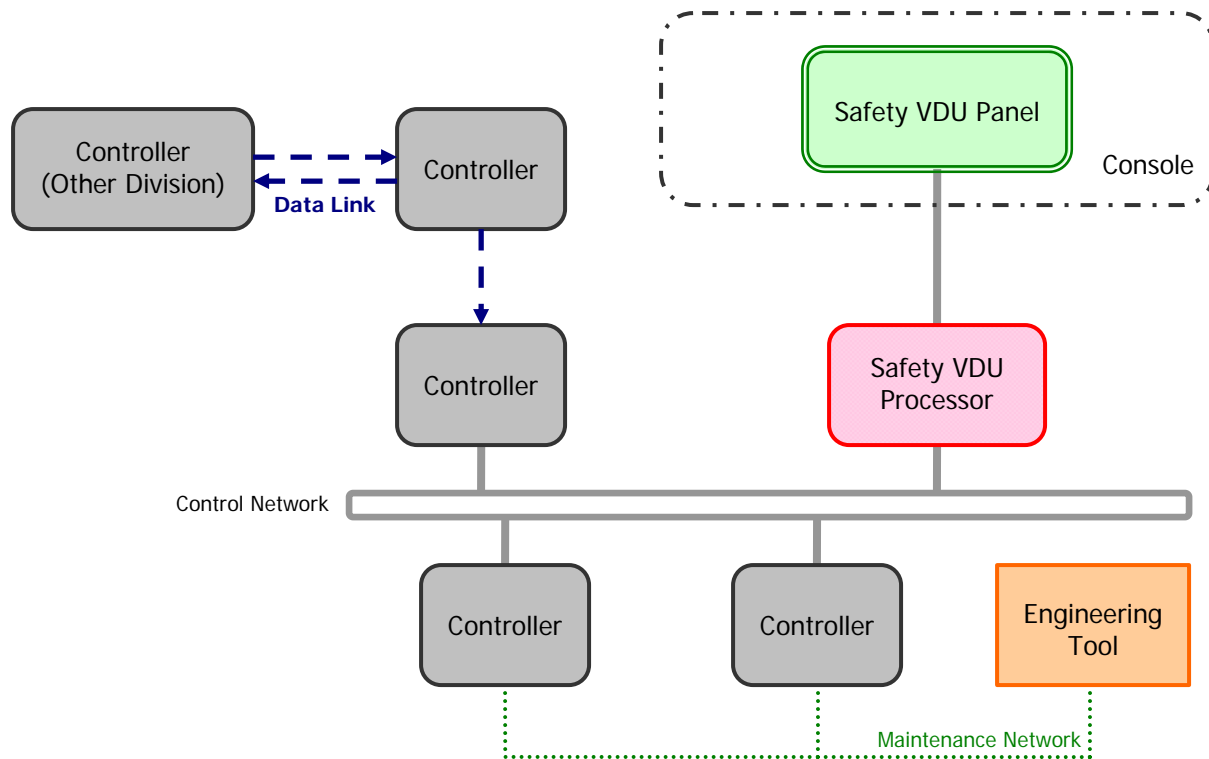 Safety VDU Panel
Console
Controller
(Other Division)
Controller
Data Link
Controller
Safety VDU
Processor
Control Network
Controller
Controller
Engineering
Tool
Maintenance Network